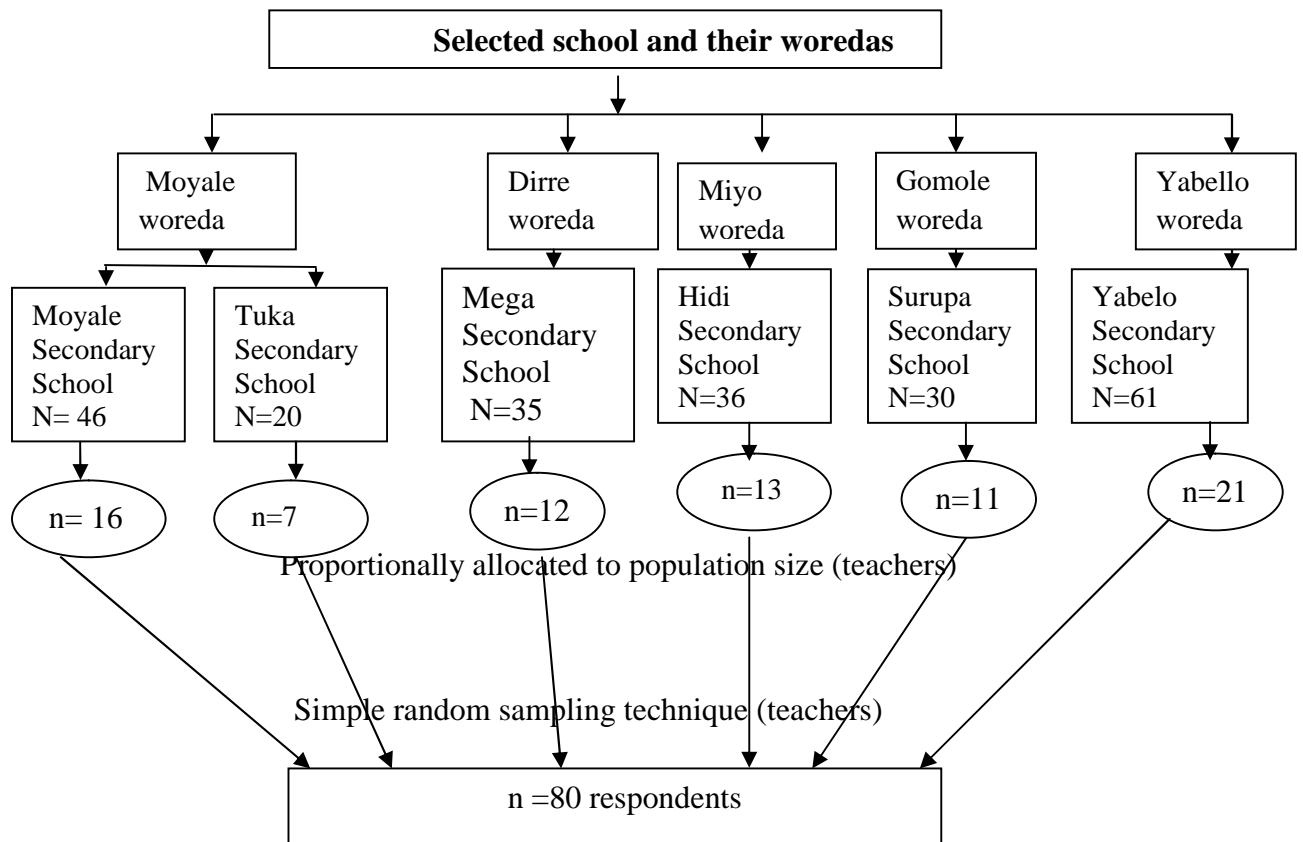 Selected school and their woredas
Moyale
woreda
Dirre
woreda
Miyo
woreda
Gomole
woreda
Yabello
woreda
Moyale
Secondary
School
N= 46
Tuka
Secondary
School
N=20
Mega
Secondary
School
N=35
Hidi
Secondary
School
N=36
Surupa
Secondary
School
N=30
Yabelo
Secondary
School
N=61
n= 16
n=7
n=12
n=13
n=11
n=21
Proportionally allocated to population size (teachers)
Simple random sampling technique (teachers)
n =80 respondents